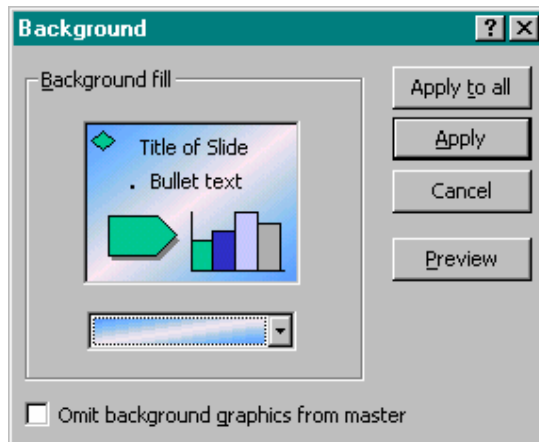 Background
Background fill
Title of Slide
. Bullet text
Apply to all
Apply
Cancel
Preview
Omit background graphics from master